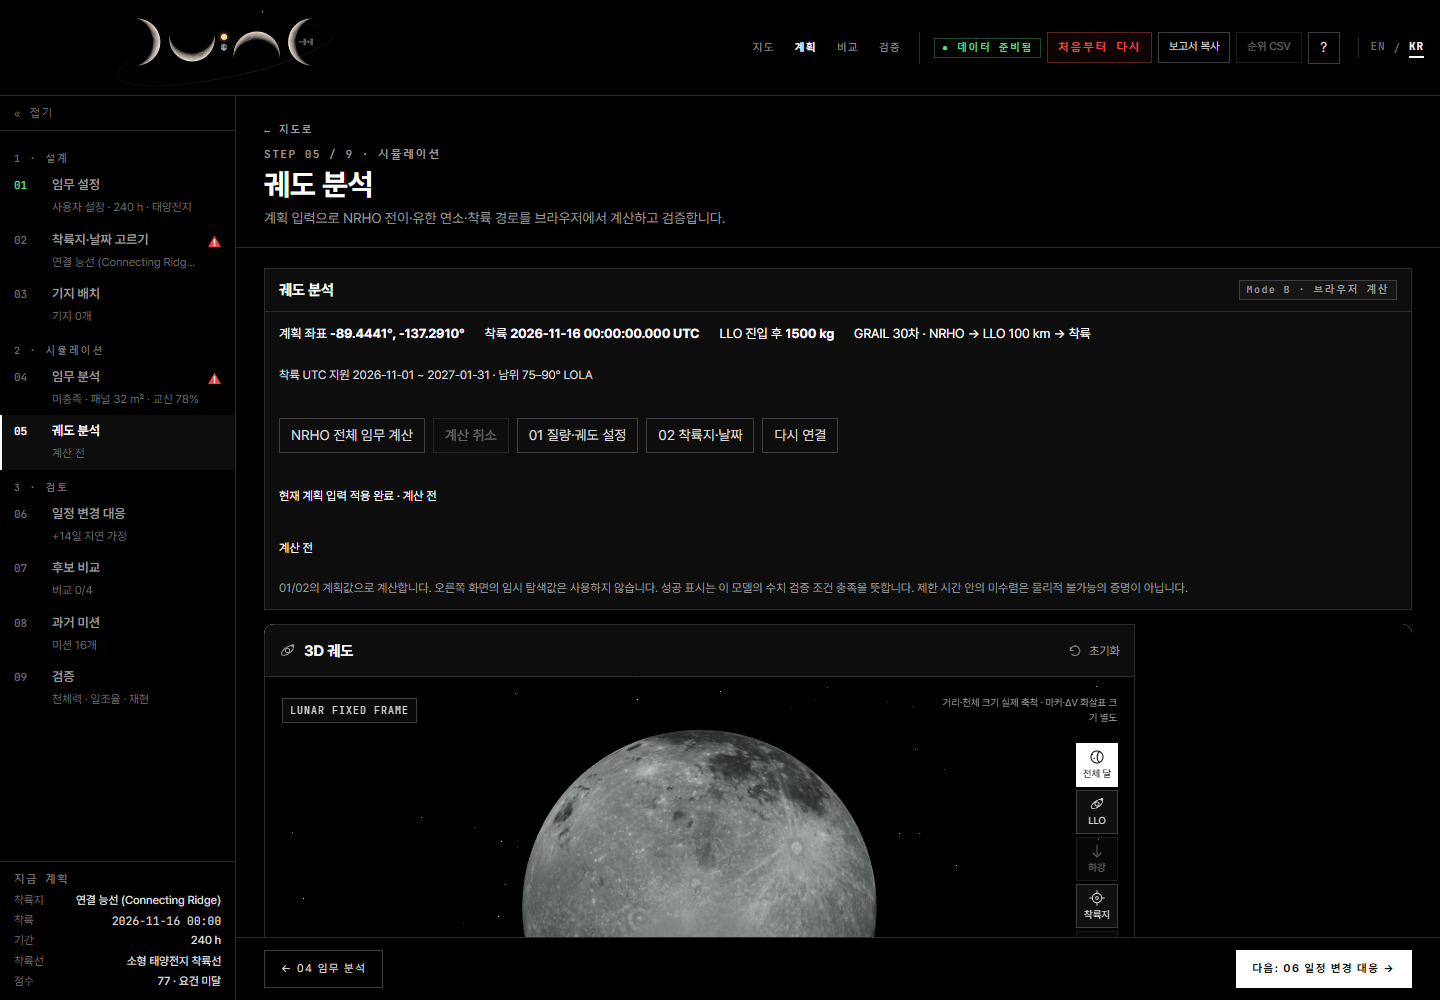 지도
계획
비교
검증
● 데이터 준비됨
처음부터 다시
보고서 복사
순위 CSV
?
EN / KR
« 접기
1 · 설계
01 임무 설정
사용자 설정 · 240 h · 태양전지
02 착륙지·날짜 고르기
연결 능선 (Connecting Ridg...
03 기지 배치
기지 0개
2 · 시뮬레이션
04 임무 분석
미충족 · 패널 32 m² · 교신 78%
05 궤도 분석
계산 전
3 · 검토
06 일정 변경 대응
+14일 지연 가정
07 후보 비교
비교 0/4
08 과거 미션
미션 16개
09 검증
천체력 · 일조율 · 재현
지금 계획
착륙지 연결 능선 (Connecting Ridge)
착륙 2026-11-16 00:00
기간 240 h
착륙선 소형 태양전지 착륙선
점수 77 · 요건 미달
← 지도로
STEP 05 / 9 · 시뮬레이션
궤도 분석
계획 입력으로 NRHO 전이·유한 연소·착륙 경로를 브라우저에서 계산하고 검증합니다.
궤도 분석
Mode B · 브라우저 계산
계획 좌표 -89.4441°, -137.2910° 착륙 2026-11-16 00:00:00.000 UTC LLO 진입 후 1500 kg GRAIL 30차 · NRHO → LLO 100 km → 착륙
착륙 UTC 지원 2026-11-01 ~ 2027-01-31 · 남위 75–90° LOLA
NRHO 전체 임무 계산
계산 취소
01 질량·궤도 설정
02 착륙지·날짜
다시 연결
현재 계획 입력 적용 완료 · 계산 전
계산 전
01/02의 계획값으로 계산합니다. 오른쪽 화면의 임시 탐색값은 사용하지 않습니다. 성공 표시는 이 모델의 수치 검증 조건 충족을 뜻합니다. 제한 시간 안의 미수렴은 물리적 불가능의 증명이 아닙니다.
3D 궤도
초기화
LUNAR FIXED FRAME
거리·천체 크기 실제 축척 · 마커·ΔV 화살표 크
기 별도
전체 달
LLO
하강
착륙지
← 04 임무 분석
다음: 06 일정 변경 대응 →